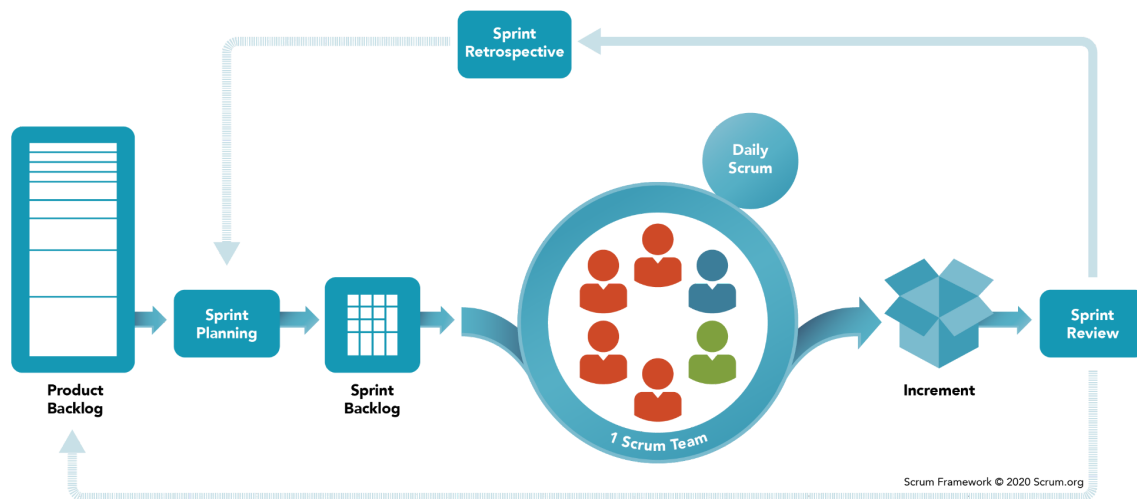 Sprint
Retrospective
Daily
Scrum
Sprint
Planning
Sprint
Review
Product
Backlog
Sprint
Backlog
1 Scrum Team
Increment
Scrum Framework © 2020 Scrum.org